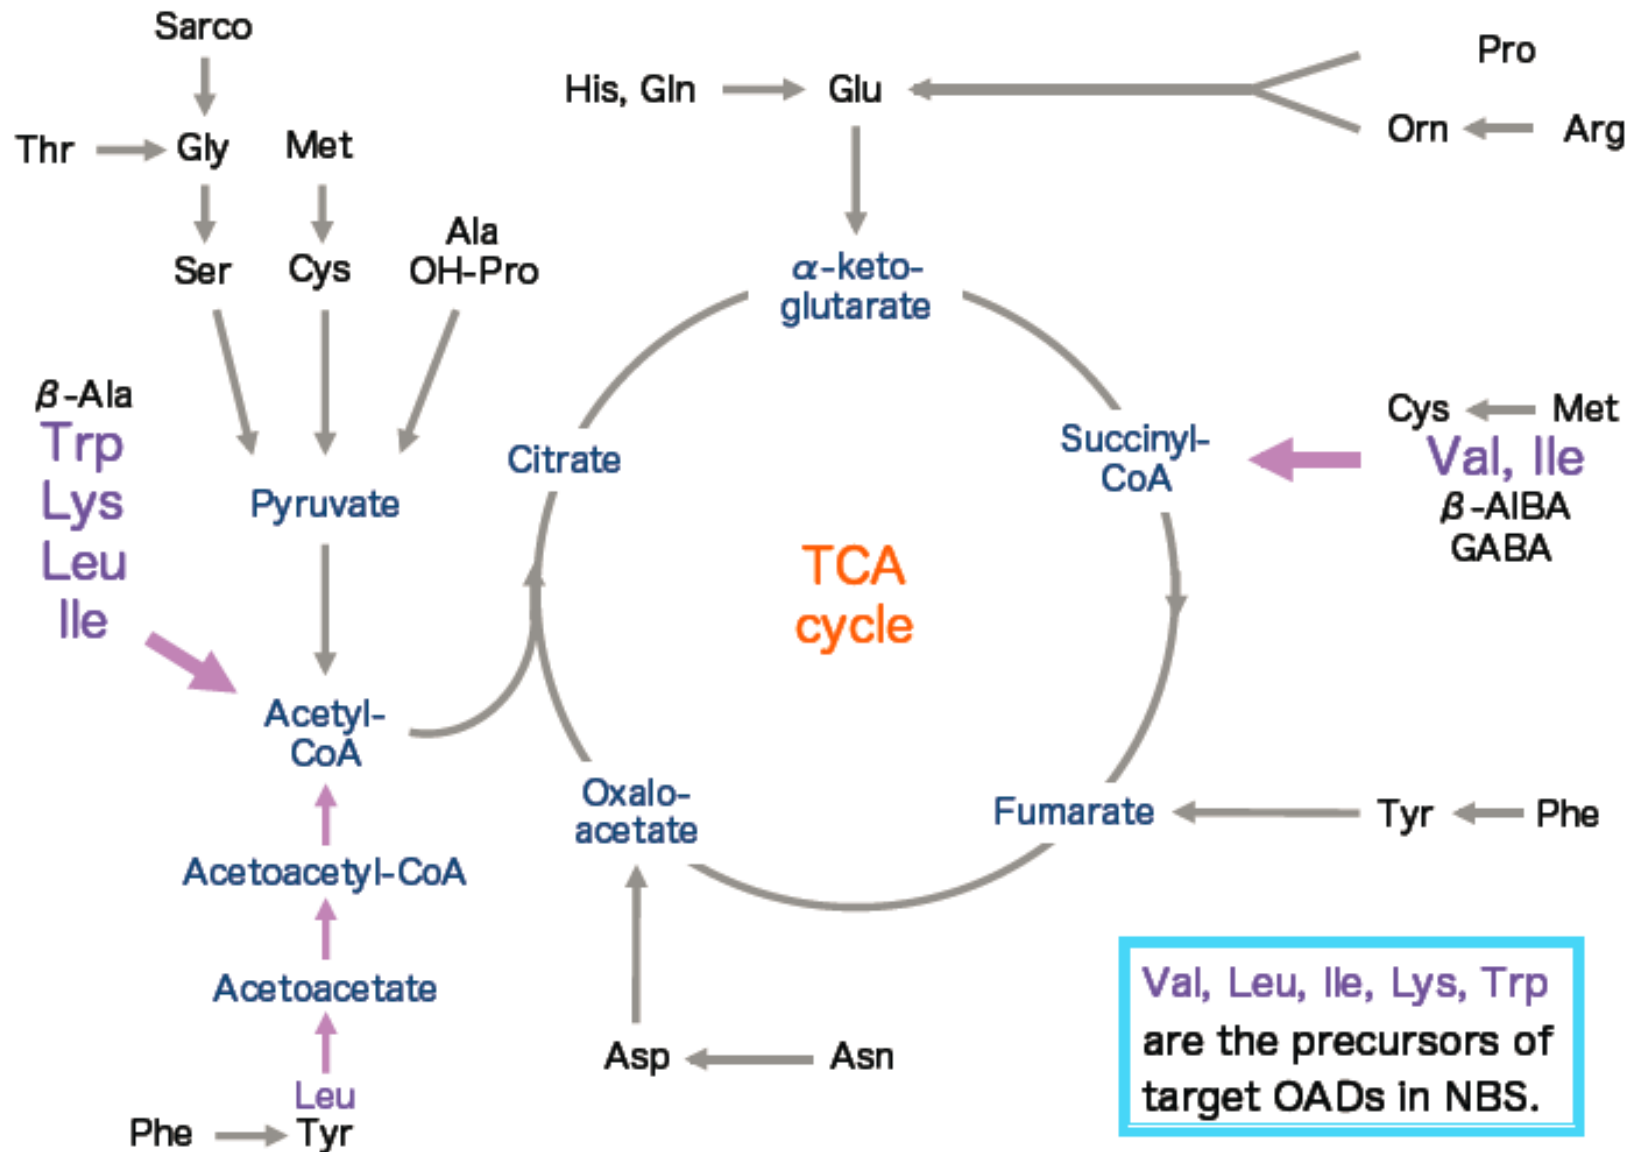 Sarco
Thr
Gly
Met
Ser
Cys
Ala
OH-Pro
His, Gln
Glu
Pro
Orn
Arg
α-keto-
glutarate
β-Ala
Trp
Lys
Leu
Ile
Pyruvate
Citrate
Succinyl-
CoA
Cys
Met
Val, Ile
β-AIBA
GABA
TCA
cycle
Acetyl-
CoA
Oxalo-
acetate
Fumarate
Tyr
Phe
Acetoacetyl-CoA
Acetoacetate
Leu
Phe
Tyr
Asp
Asn
Val, Leu, Ile, Lys, Trp
are the precursors of
target OADs in NBS.